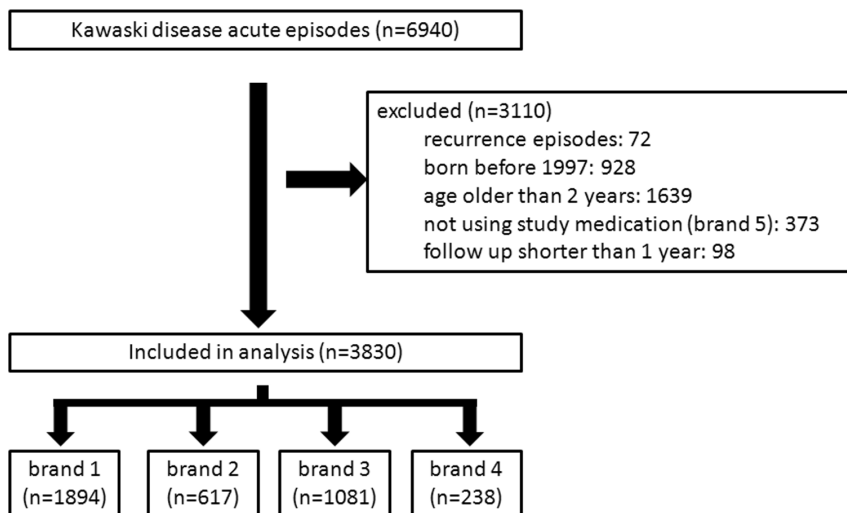 Kawaski disease acute episodes (n=6940)
excluded (n=3110)
recurrence episodes: 72
born before 1997: 928
age older than 2 years: 1639
not using study medication (brand 5): 373
follow up shorter than 1 year: 98
Included in analysis (n=3830)
brand 1
(n=1894)
brand 2
(n=617)
brand 3
(n=1081)
brand 4
(n=238)